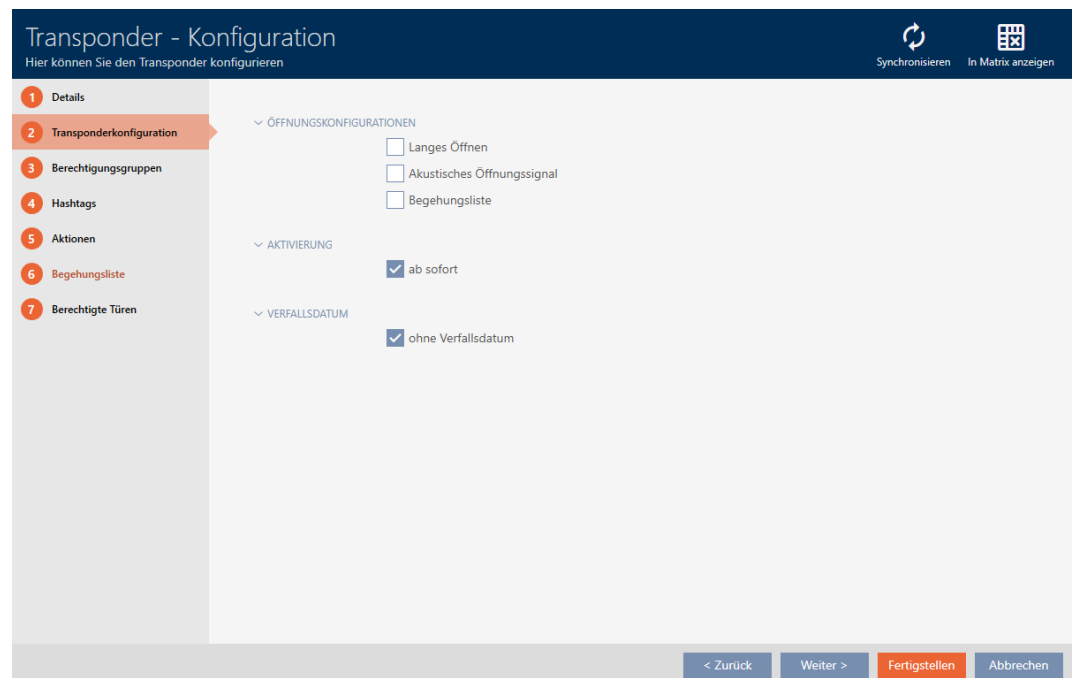 Transponder - Konfiguration
Hier können Sie den Transponder konfigurieren
Synchronisieren
In Matrix anzeigen
1 Details
2 Transponderkonfiguration
3 Berechtigungsgruppen
4 Hashtags
5 Aktionen
6 Begehungsliste
7 Berechtigte Türen
ÖFFNUNGSKONFIGURATIONEN
Langes Öffnen
Akustisches Öffnungssignal
Begehungsliste
AKTIVIERUNG
ab sofort
VERFALLSDATUM
ohne Verfallsdatum
< Zurück
Weiter >
Fertigstellen
Abbrechen